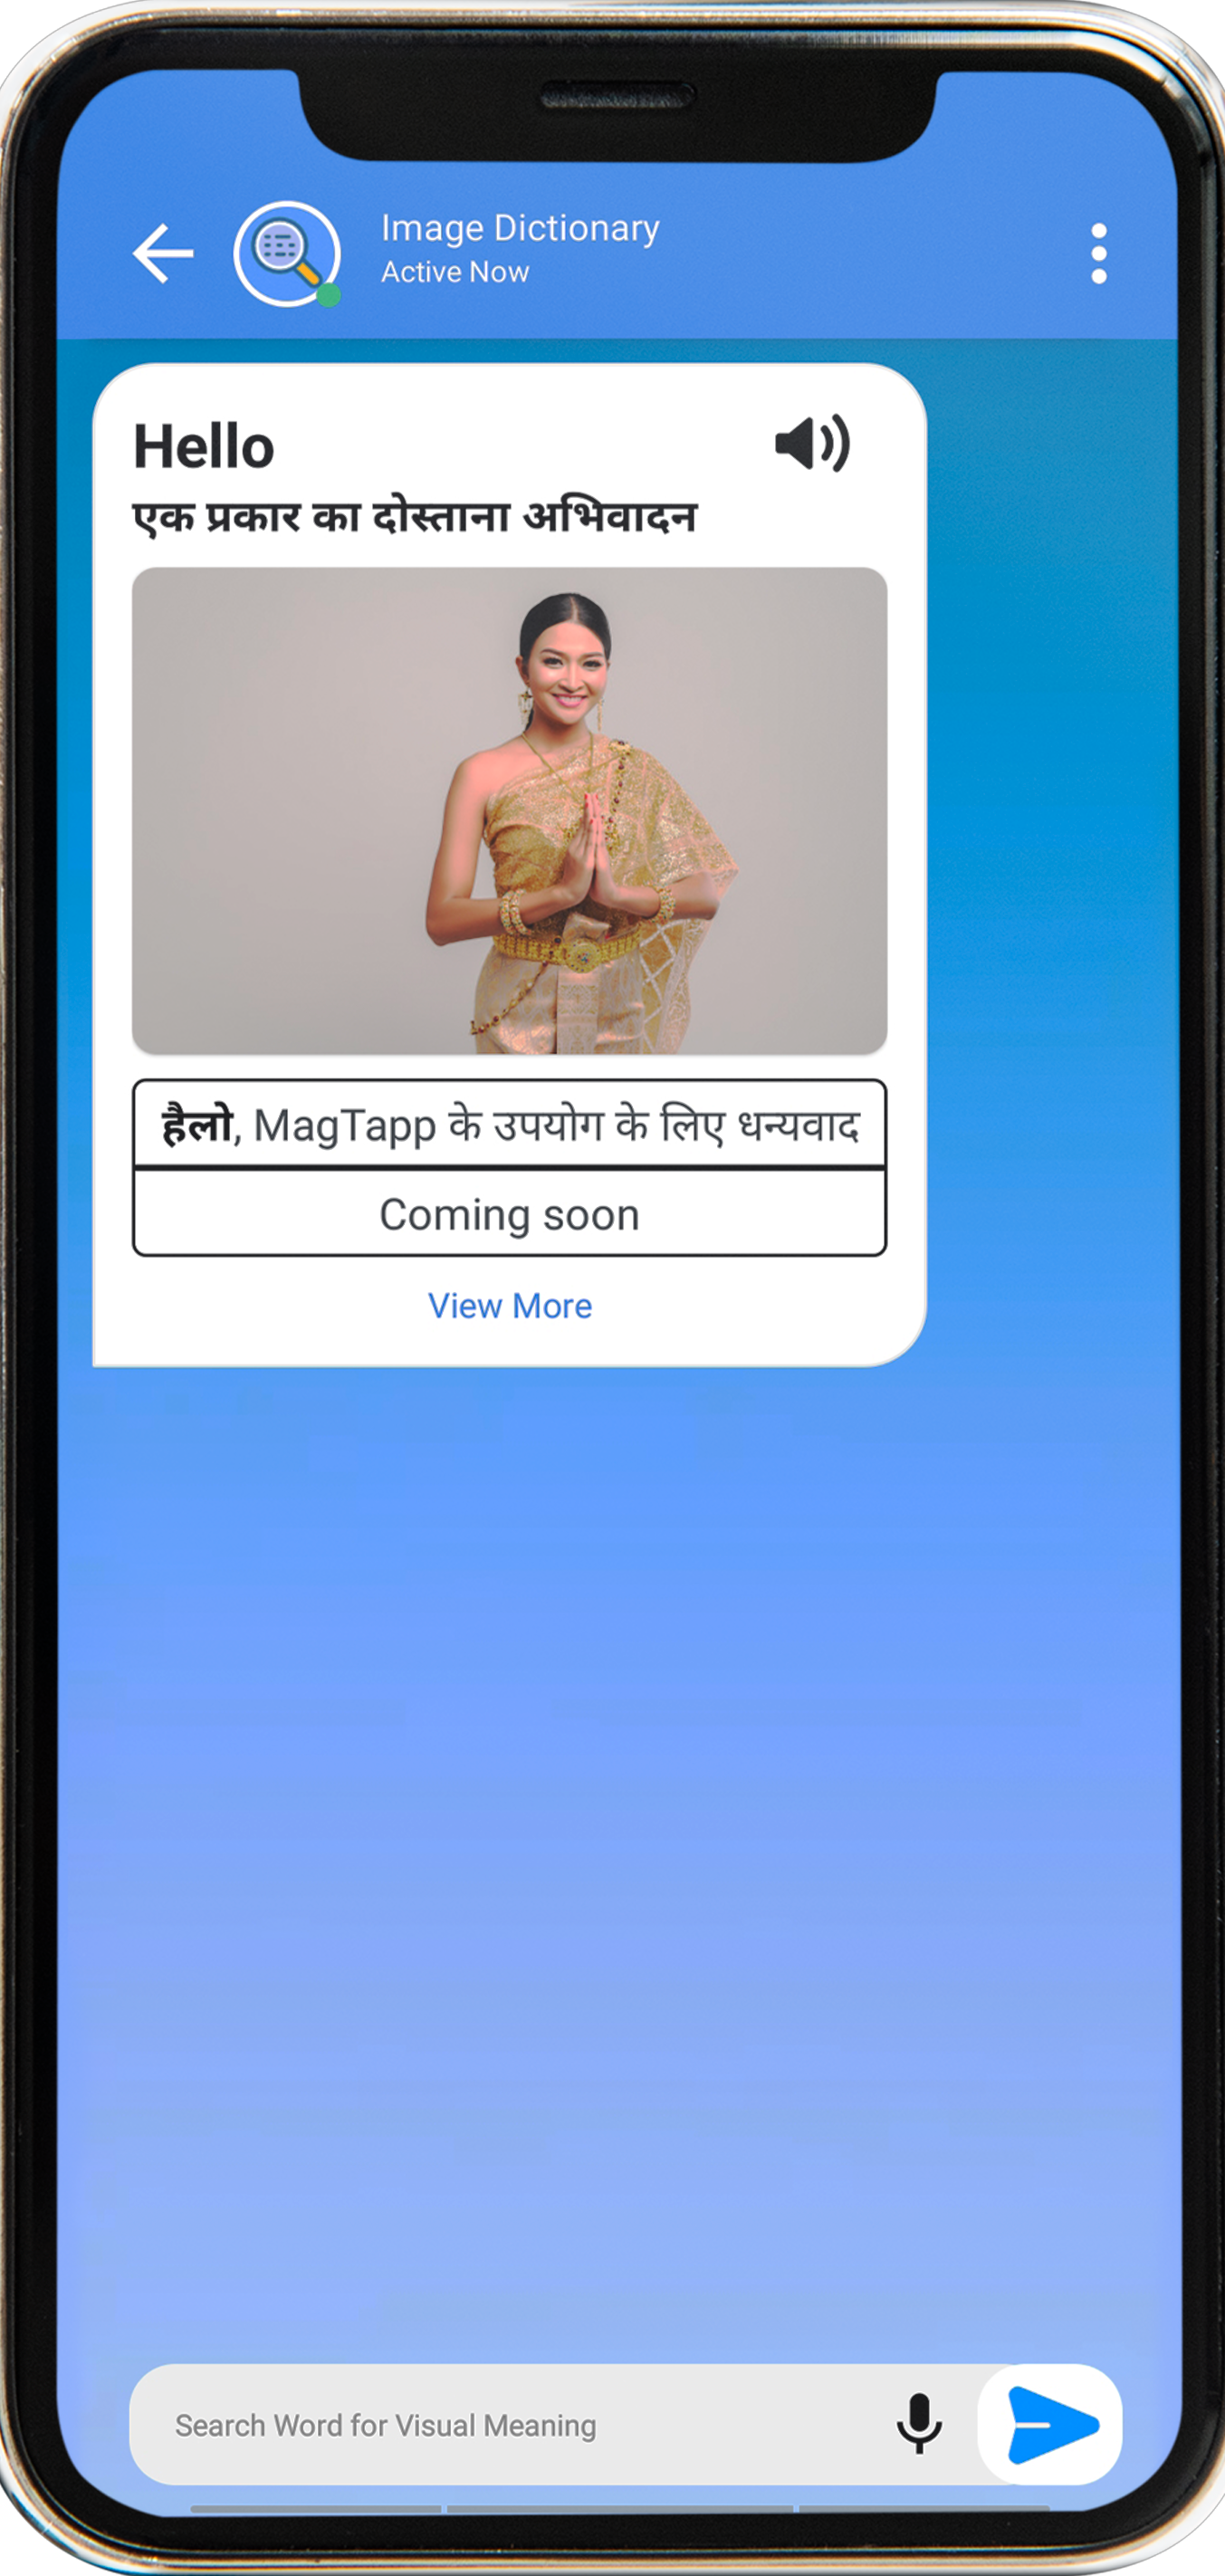 Image Dictionary
Active Now
Hello
एक प्रकार का दोस्ताना अभिवादन
हैलो, MagTapp के उपयोग के लिए धन्यवाद
Coming soon
View More
Search Word for Visual Meaning